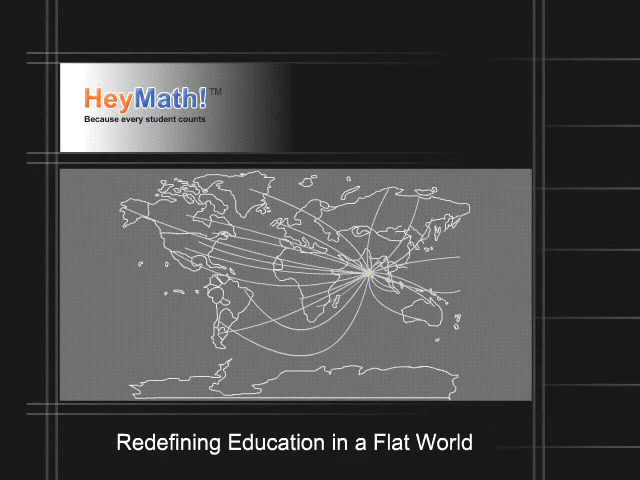 HeyMath!™
Because every student counts
Redefining Education in a Flat World